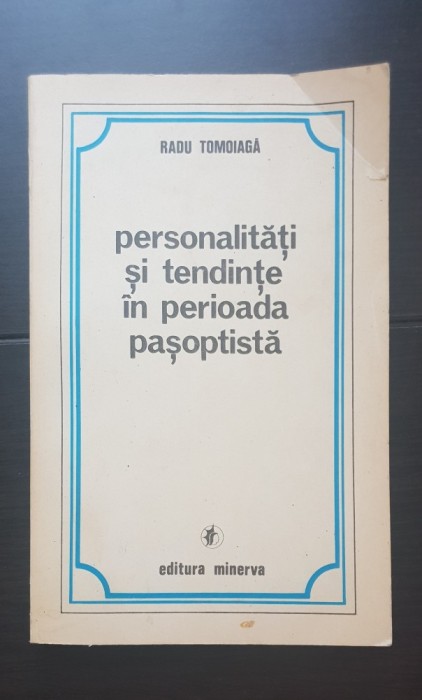 RADU TOMOIAGĂ
personalități
și tendințe
în perioada
pașoptistă
editura minerva